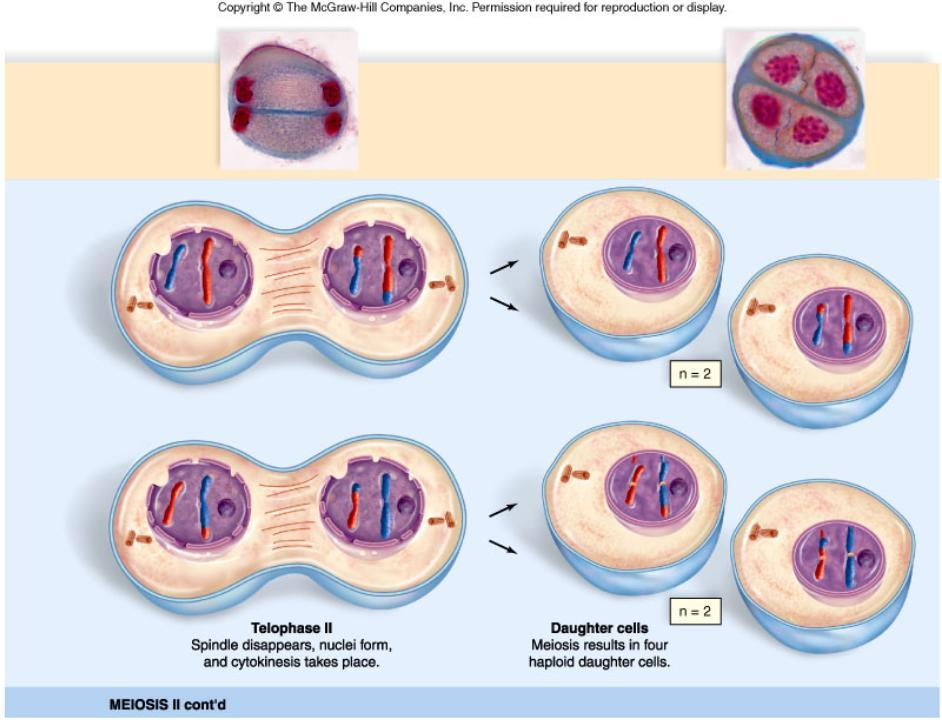 Copyright © The McGraw-Hill Companies, Inc. Permission required for reproduction or display.
n = 2
n = 2
Telophase II
Spindle disappears, nuclei form,
and cytokinesis takes place.
Daughter cells
Meiosis results in four
haploid daughter cells.
MEIOSIS II cont'd